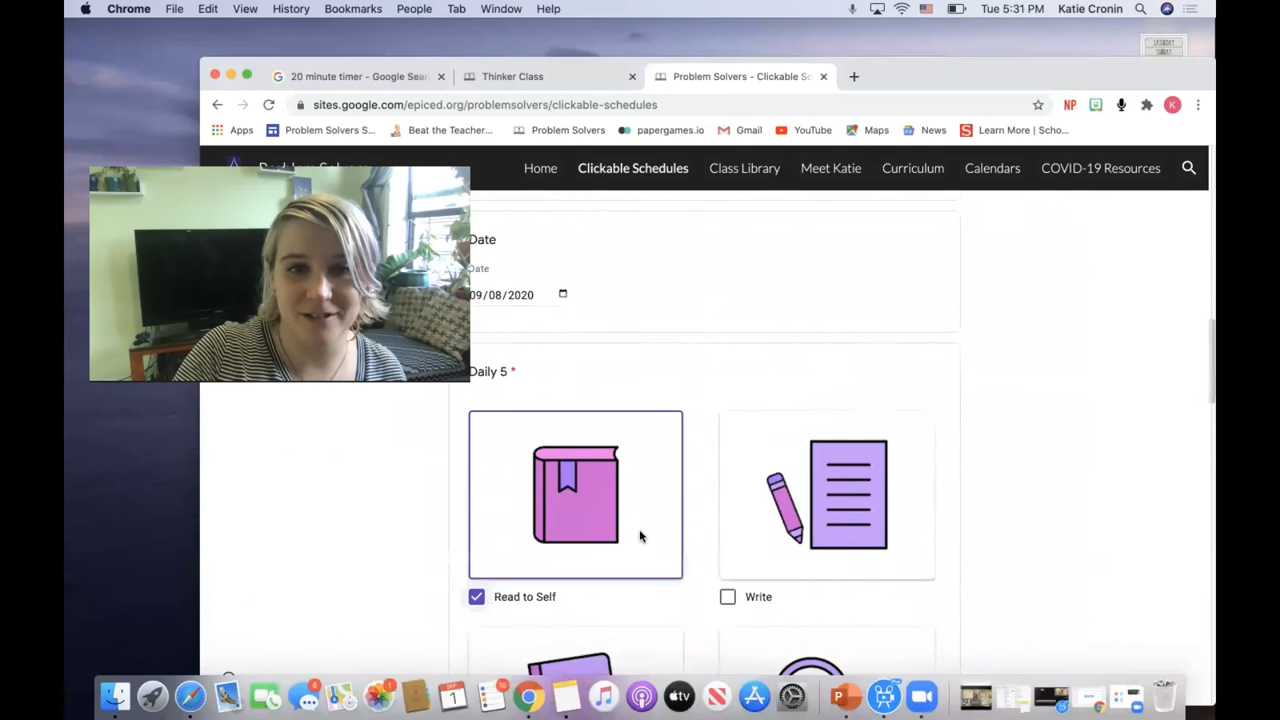 Chrome File Edit View History Bookmarks People Tab Window Help Tue 5:31 PM Katie Cronin
SATURDAY
SUNDAY
20 minute timer - Google Sear Thinker Class Problem Solvers - Clickable Sc
sites.google.com/epiced.org/problemsolvers/clickable-schedules
NP K
Apps Problem Solvers S... Beat the Teacher... Problem Solvers papergames.io Gmail YouTube Maps News S Learn More | Scho...
Home Clickable Schedules Class Library Meet Katie Curriculum Calendars COVID-19 Resources
Date
Date
09/08/2020
Daily 5 *
Read to Self Write